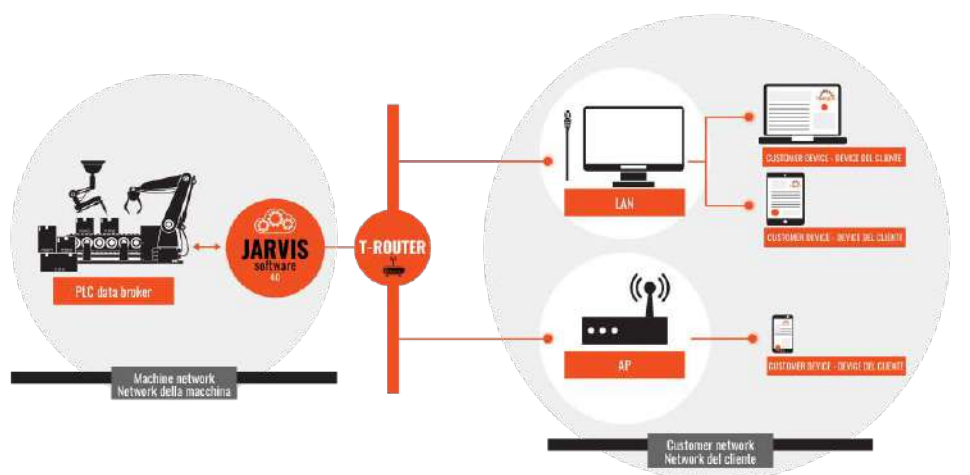 PLC data broker
JARVIS
software
4.0
T-ROUTER
Machine network
Network della macchina
LAN
CUSTOMER DEVICE - DEVICE DEL CLIENTE
CUSTOMER DEVICE - DEVICE DEL CLIENTE
AP
CUSTOMER DEVICE - DEVICE DEL CLIENTE
Customer network
Network del cliente